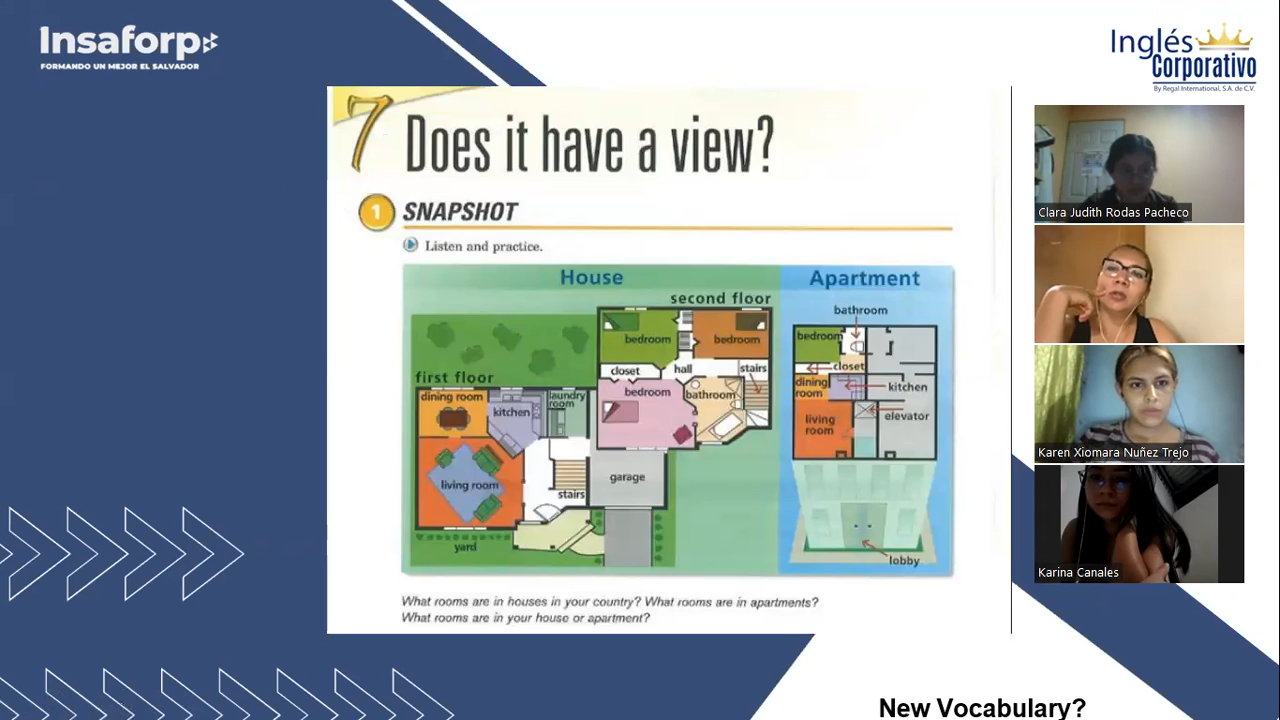 Insaforp
FORMANDO UN MEJOR EL SALVADOR
Inglés
Corporativo
By Regal International, S.A. de C.V.
7 Does it have a view?
1 SNAPSHOT
Listen and practice.
House
Apartment
second floor
bedroom
bedroom
closet
hall
stairs
bedroom
bathroom
first floor
dining room
kitchen
laundry
room
living room
stairs
garage
yard
bathroom
bedroom
closet
dining
room
kitchen
living
room
elevator
lobby
What rooms are in houses in your country? What rooms are in apartments?
What rooms are in your house or apartment?
Clara Judith Rodas Pacheco
Karen Xiomara Nuñez Trejo
Karina Canales
New Vocabulary?